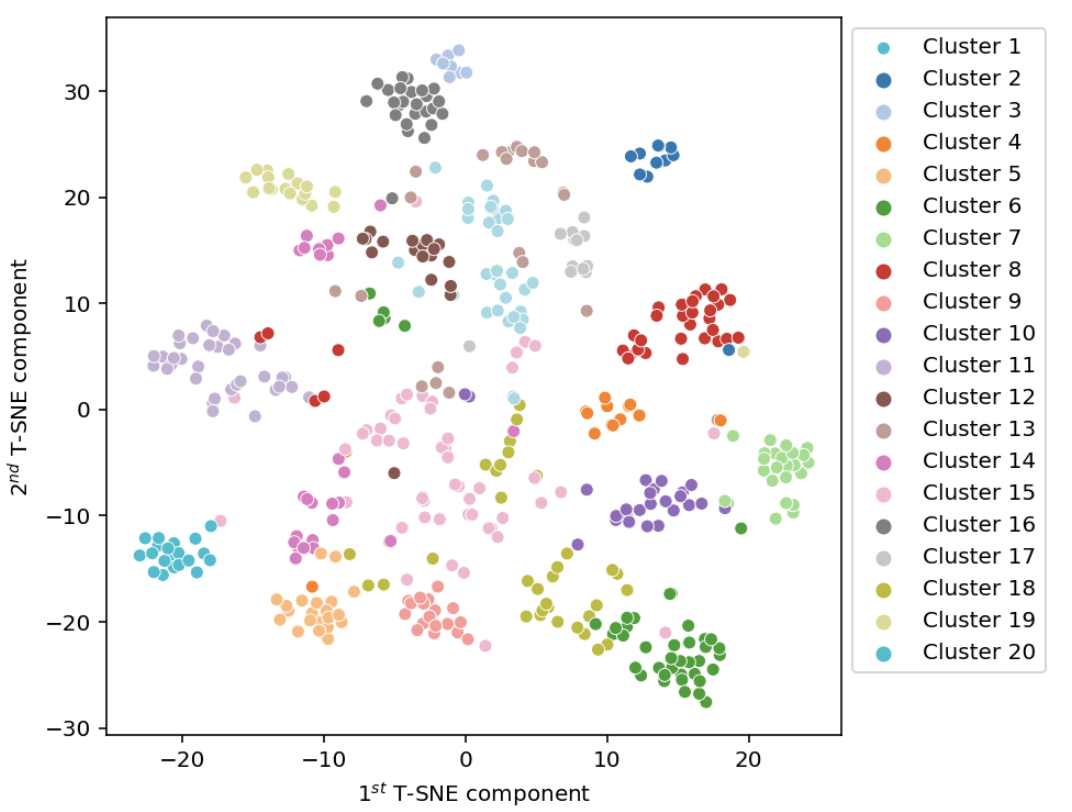 30
20
10
0
−10
−20
−30
−20
−10
0
10
20
2nd T-SNE component
1st T-SNE component
Cluster 1
Cluster 2
Cluster 3
Cluster 4
Cluster 5
Cluster 6
Cluster 7
Cluster 8
Cluster 9
Cluster 10
Cluster 11
Cluster 12
Cluster 13
Cluster 14
Cluster 15
Cluster 16
Cluster 17
Cluster 18
Cluster 19
Cluster 20